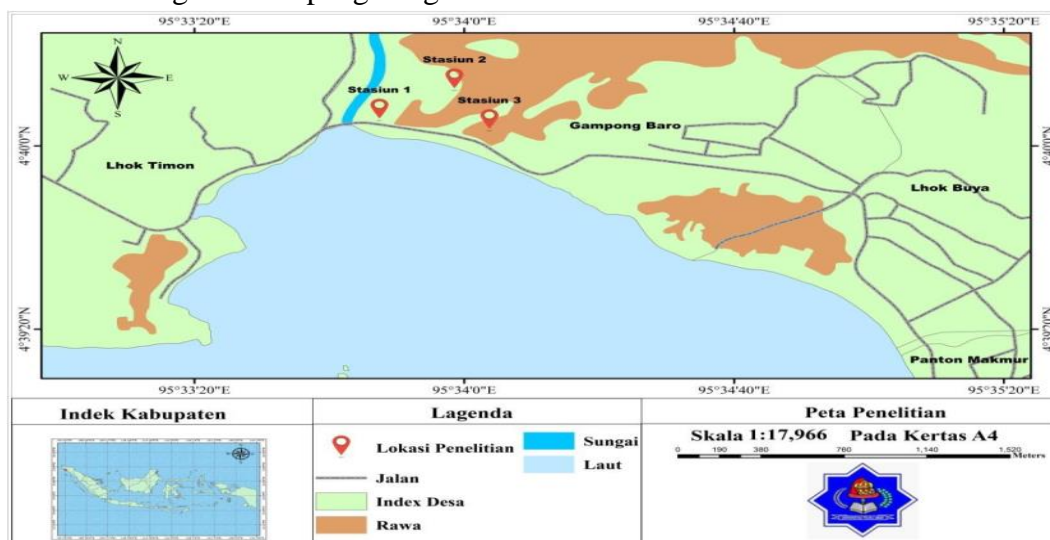 95°33'20"E 95°34'0"E 95°34'40"E 95°35'20"E
N
W E
S
Stasiun 2
Stasiun 1
Stasiun 3
Gampong Baro
4°40'0"N 4°40'0"N
Lhok Timon
Lhok Buya
4°39'20"N
Panton Makmur
95°33'20"E 95°34'0"E 95°34'40"E 95°35'20"E
Indek Kabupaten
Lagenda
Lokasi Penelitian
Jalan
Index Desa
Rawa
Sungai
Laut
Peta Penelitian
Skala 1:17,966 Pada Kertas A4
0 190 380 760 1,140 1,520
Meters